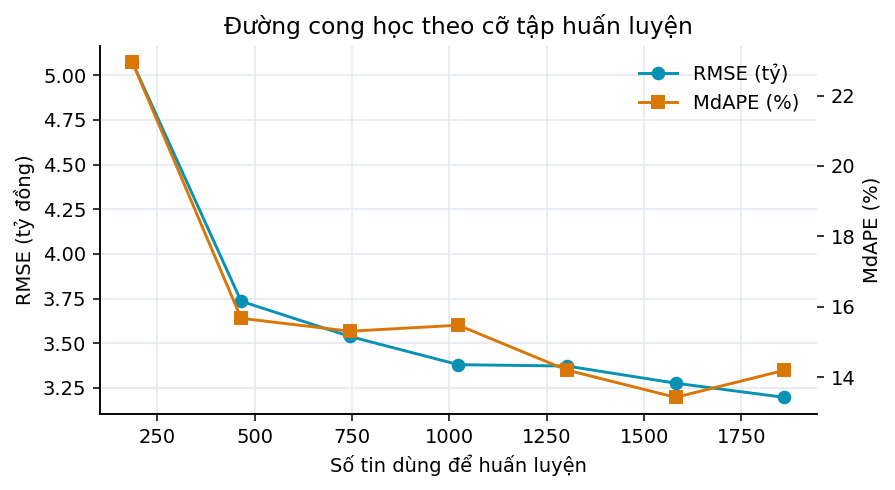 Đường cong học theo cỡ tập huấn luyện
RMSE (tỷ)
MdAPE (%)
RMSE (tỷ đồng)
5.00
4.75
4.50
4.25
4.00
3.75
3.50
3.25
22
20
18
16
14
MdAPE (%)
250 500 750 1000 1250 1500 1750
Số tin dùng để huấn luyện